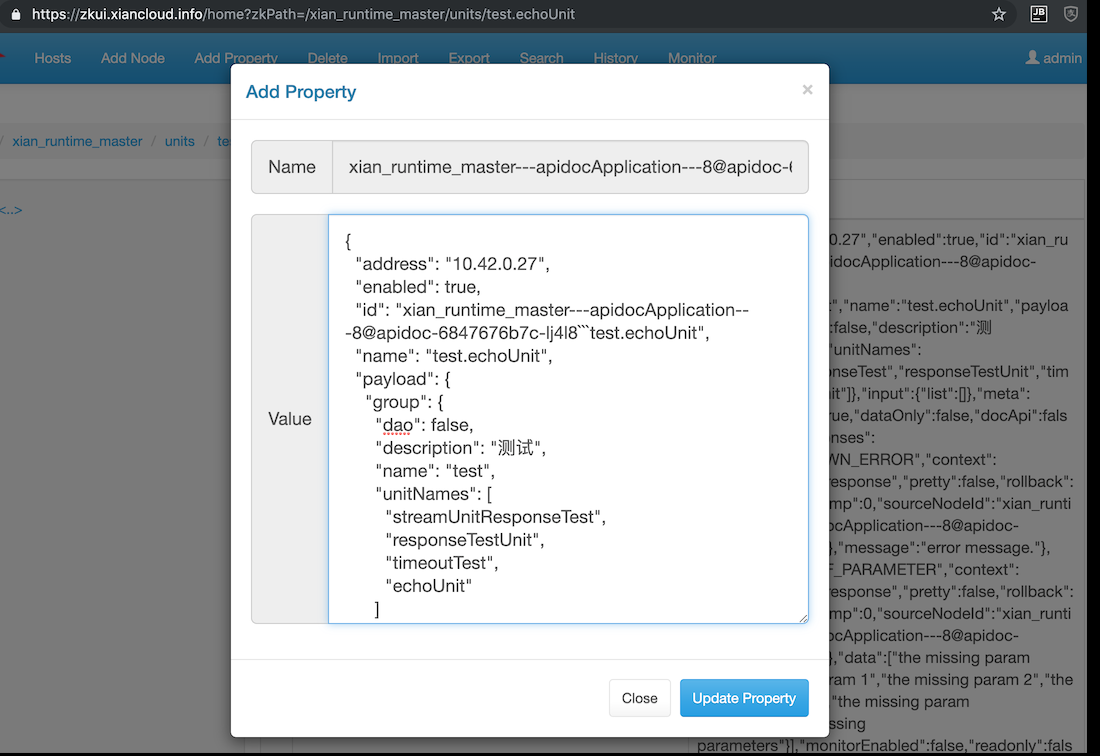 https://zkui.xiancloud.info/home?zkPath=/xian_runtime_master/units/test.echoUnit
Hosts Add Node Add Property Delete Import Export Search History Monitor admin
Add Property ×
/ xian_runtime_master / units / te
Name xian_runtime_master---apidocApplication---8@apidoc-6
<..>
Value
{
"address": "10.42.0.27",
"enabled": true,
"id": "xian_runtime_master---apidocApplication--
-8@apidoc-6847676b7c-lj4l8```test.echoUnit",
"name": "test.echoUnit",
"payload": {
"group": {
"dao": false,
"description": "测试",
"name": "test",
"unitNames": [
"streamUnitResponseTest",
"responseTestUnit",
"timeoutTest",
"echoUnit"
]
Close Update Property
0.27","enabled":true,"id":"xian_ru
idocApplication---8@apidoc-
","name":"test.echoUnit","payloa
:false,"description":"测
unitNames":
nseTest","responseTestUnit","tim
it"]},"input":{"list":[]},"meta":
rue,"dataOnly":false,"docApi":fals
onses":
WN_ERROR","context":
esponse","pretty":false,"rollback":
mp":0,"sourceNodeId":"xian_runti
ocApplication---8@apidoc-
},"message":"error message."},
F_PARAMETER","context":
esponse","pretty":false,"rollback":
mp":0,"sourceNodeId":"xian_runti
ocApplication---8@apidoc-
},"data":["the missing param
ram 1","the missing param 2","the
"the missing param
ssing
parameters"}],"monitorEnabled":false,"readonly":fals